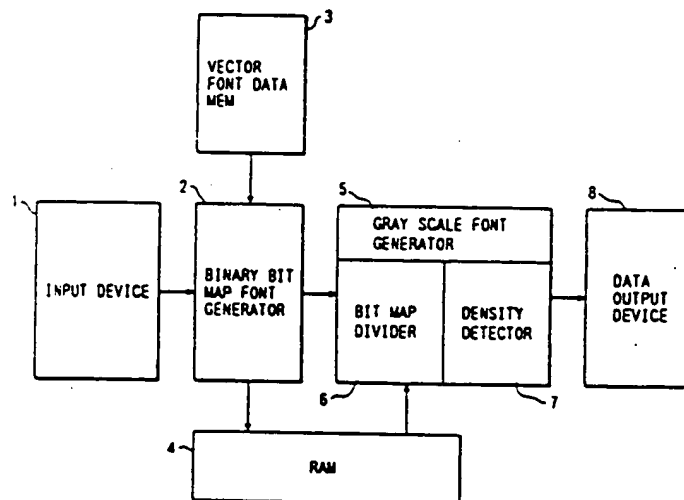 3
VECTOR
FONT DATA
MEM
1
INPUT DEVICE
2
BINARY BIT
MAP FONT
GENERATOR
5
GRAY SCALE FONT
GENERATOR
BIT MAP
DIVIDER
DENSITY
DETECTOR
6
7
8
DATA
OUTPUT
DEVICE
4
RAM